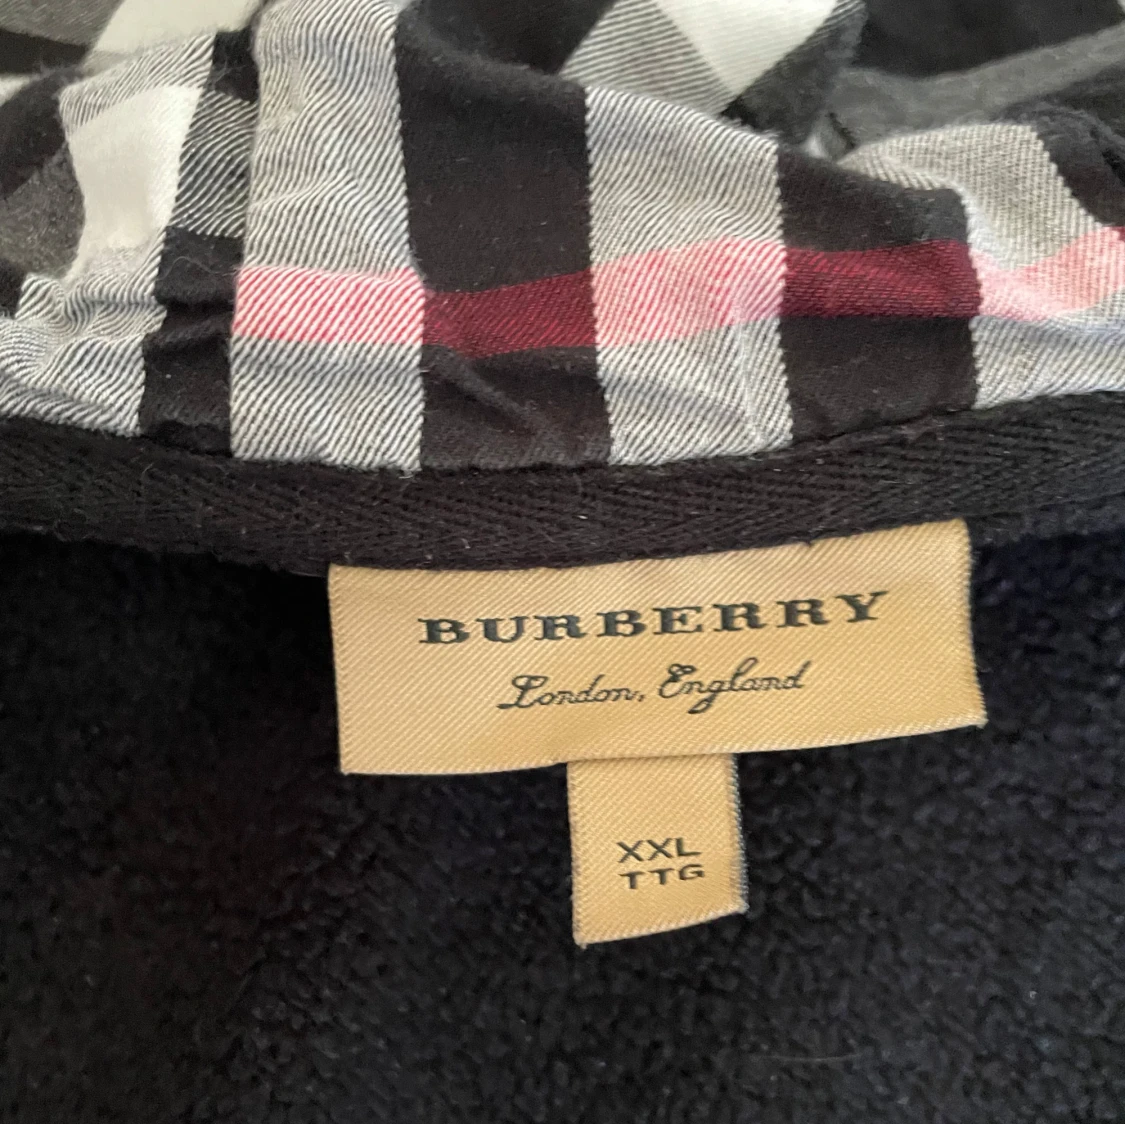 BURBERRY
London, England
XXL
TTG